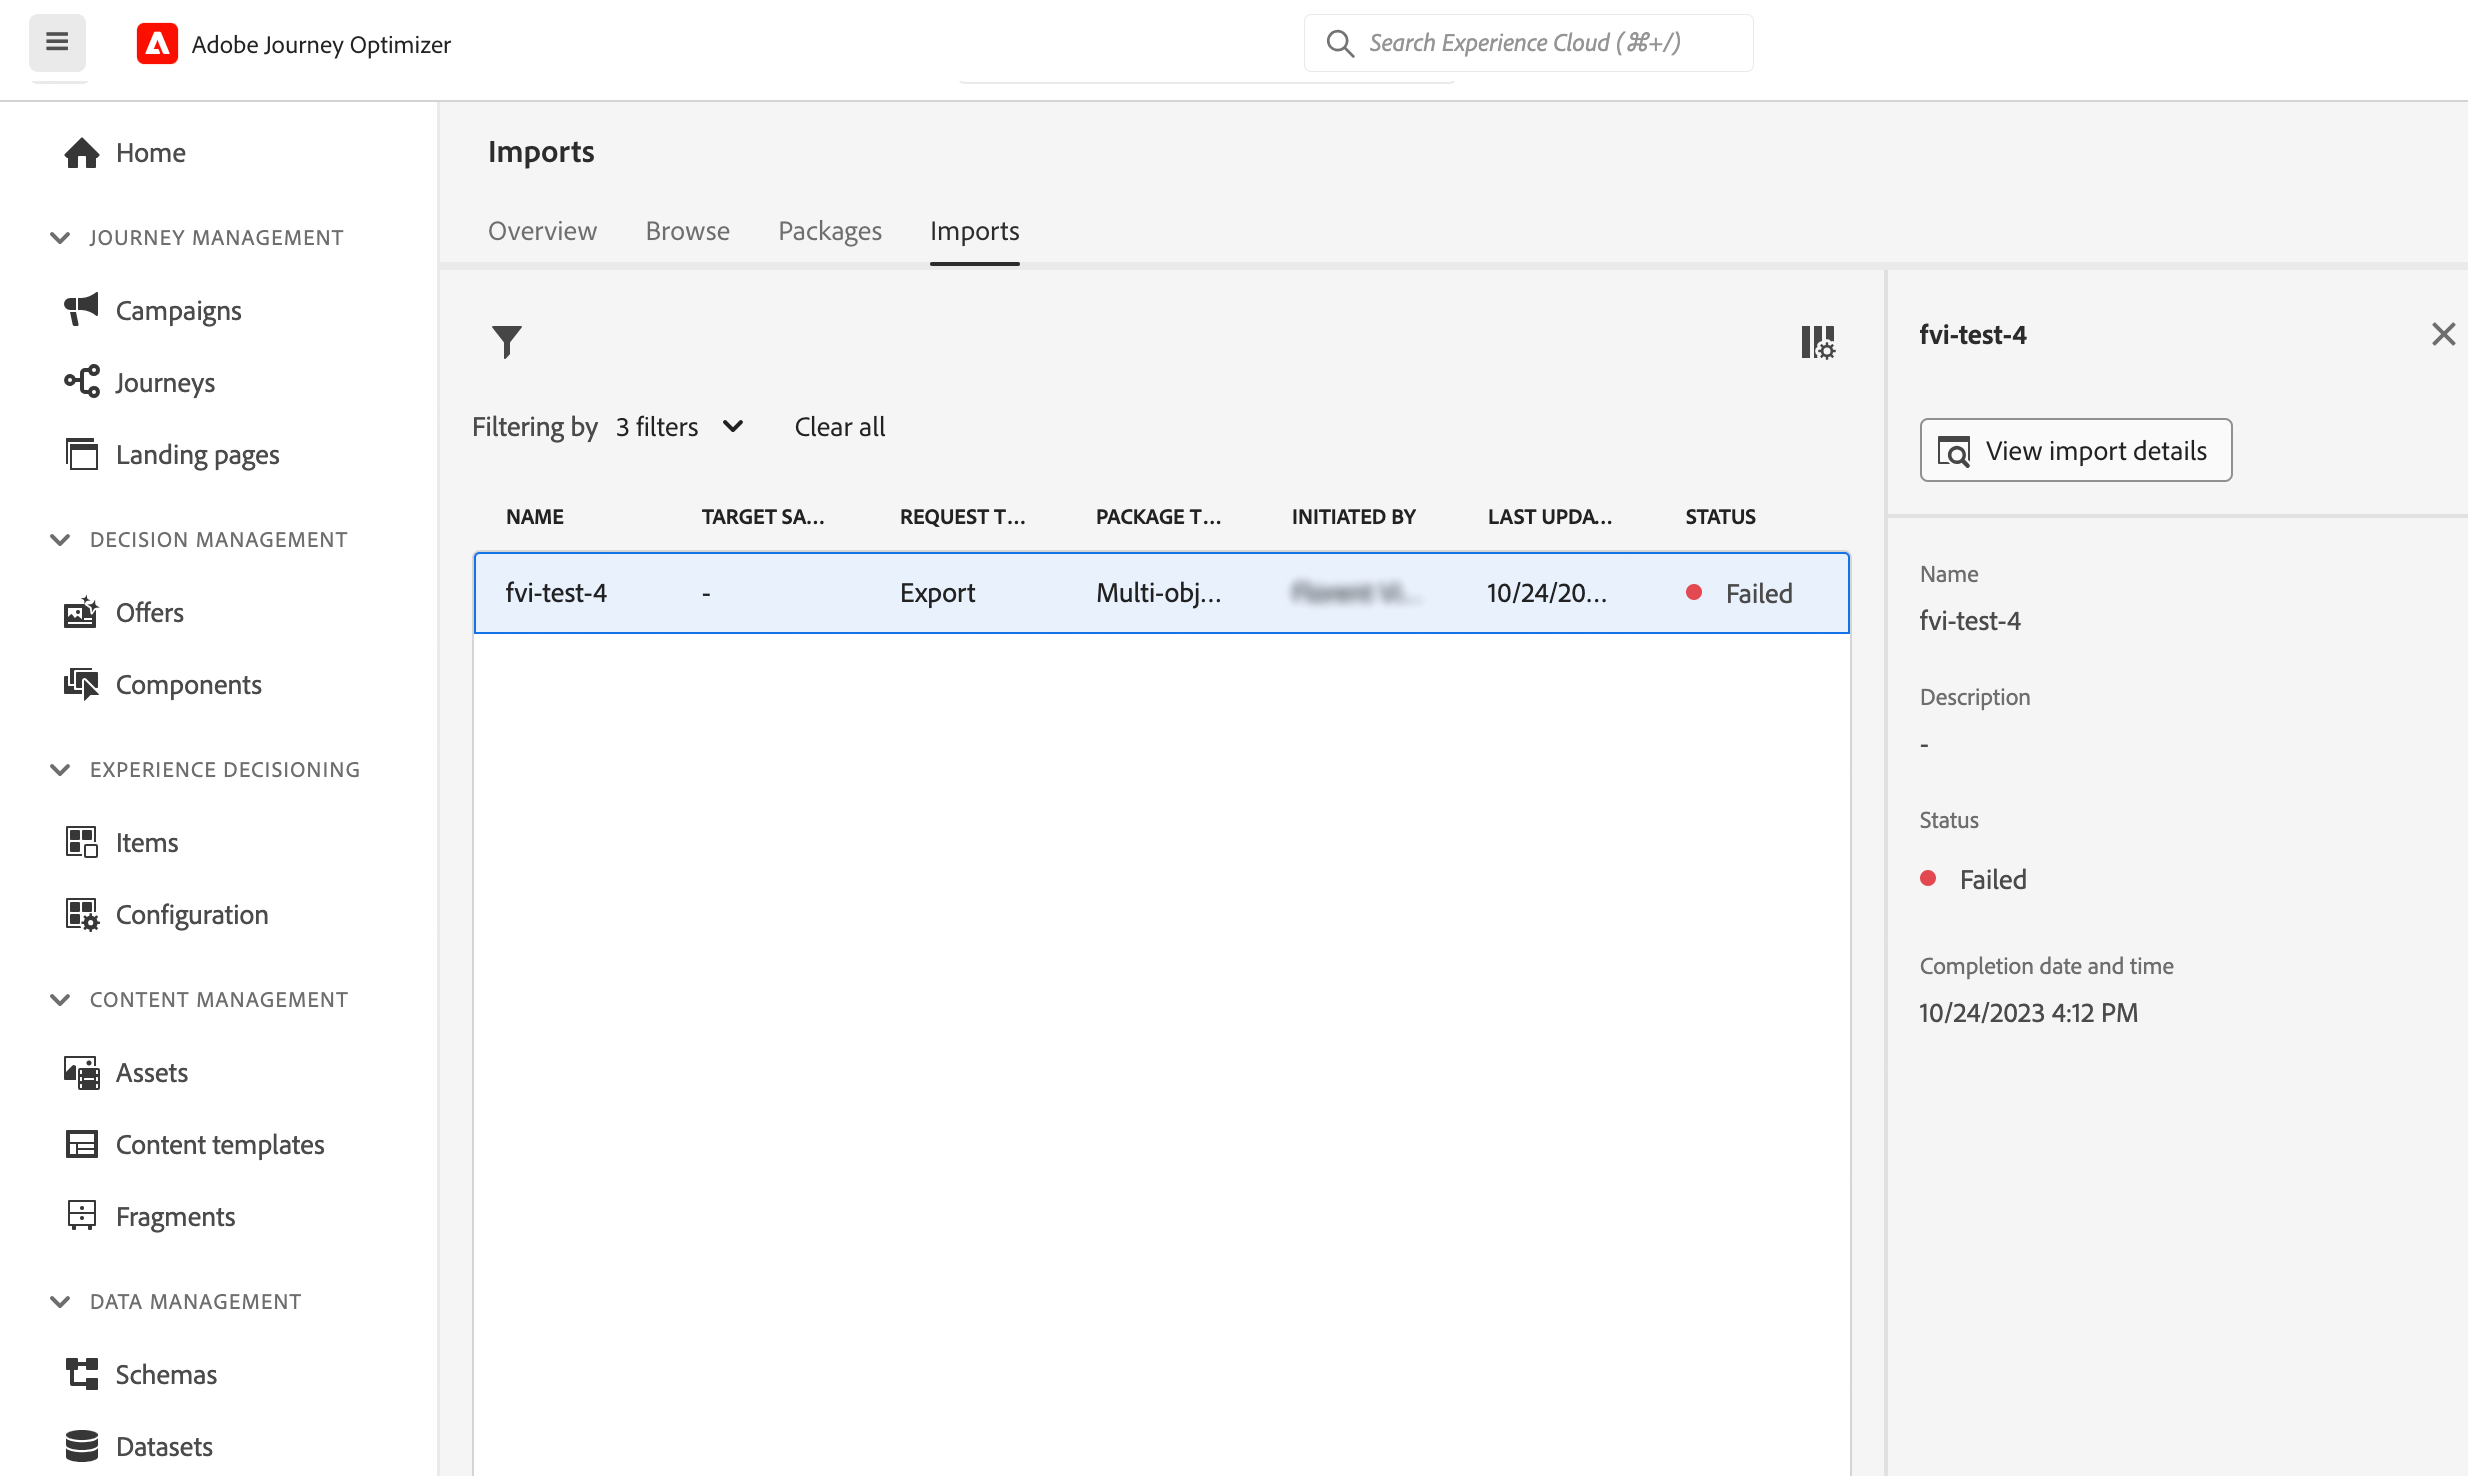 Adobe Journey Optimizer
Search Experience Cloud (⌘+/)
Home
JOURNEY MANAGEMENT
Campaigns
Journeys
Landing pages
DECISION MANAGEMENT
Offers
Components
EXPERIENCE DECISIONING
Items
Configuration
CONTENT MANAGEMENT
Assets
Content templates
Fragments
DATA MANAGEMENT
Schemas
Datasets
Imports
Overview Browse Packages Imports
Filtering by 3 filters Clear all
NAME TARGET SA... REQUEST T... PACKAGE T... INITIATED BY LAST UPDA... STATUS
fvi-test-4 - Export Multi-obj... 10/24/20... Failed
fvi-test-4
View import details
Name
fvi-test-4
Description
-
Status
Failed
Completion date and time
10/24/2023 4:12 PM